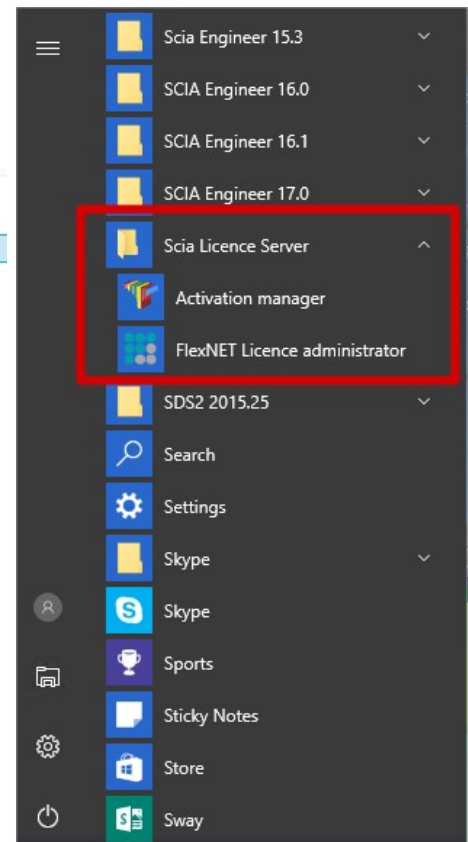 Scia Engineer 15.3
SCIA Engineer 16.0
SCIA Engineer 16.1
SCIA Engineer 17.0
Scia Licence Server
Activation manager
FlexNET Licence administrator
SDS2 2015.25
Search
Settings
Skype
Skype
Sports
Sticky Notes
Store
Sway